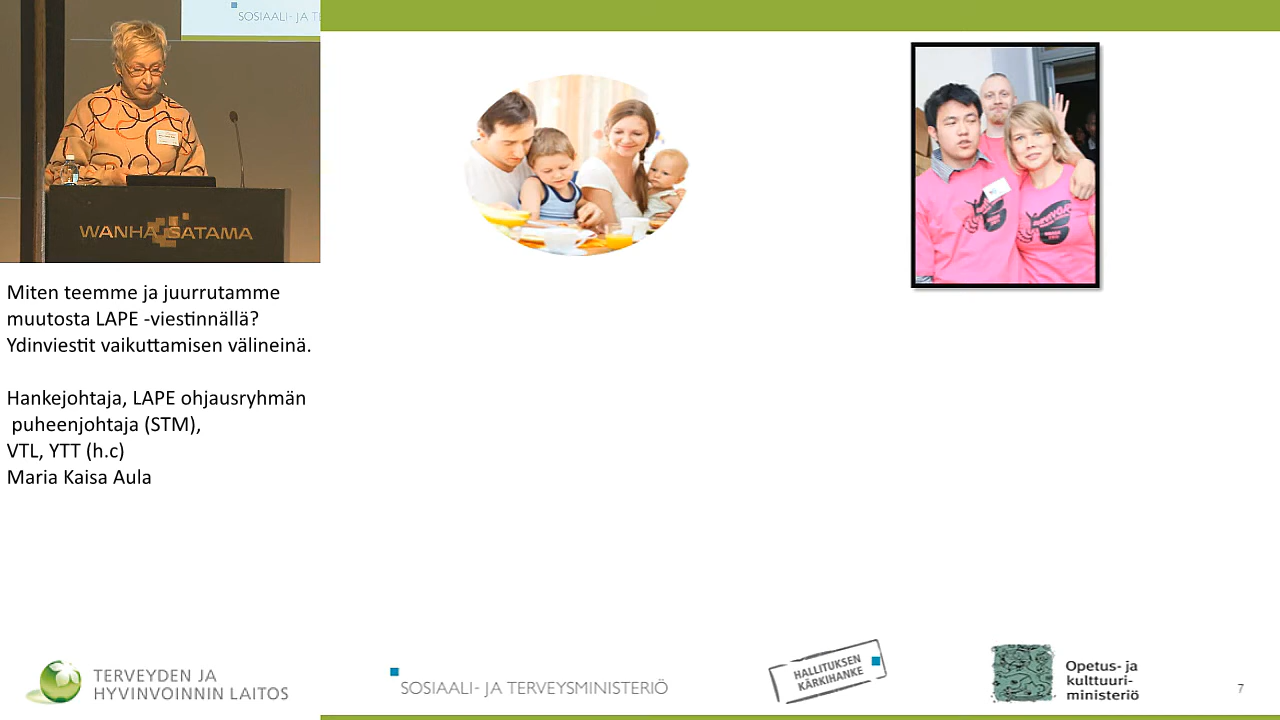 SOSIAALI- JA TE
WANHA SATAMA
Miten teemme ja juurrutamme
muutosta LAPE -viestinnällä?
Ydinviestit vaikuttamisen välineinä.
Hankejohtaja, LAPE ohjausryhmän
puheenjohtaja (STM),
VTL, YTT (h.c)
Maria Kaisa Aula
TERVEYDEN JA
HYVINVOINNIN LAITOS
SOSIAALI- JA TERVEYSMINISTERIÖ
HALLITUKSEN
KÄRKIHANKE
Opetus- ja
kulttuuri-
ministeriö
7